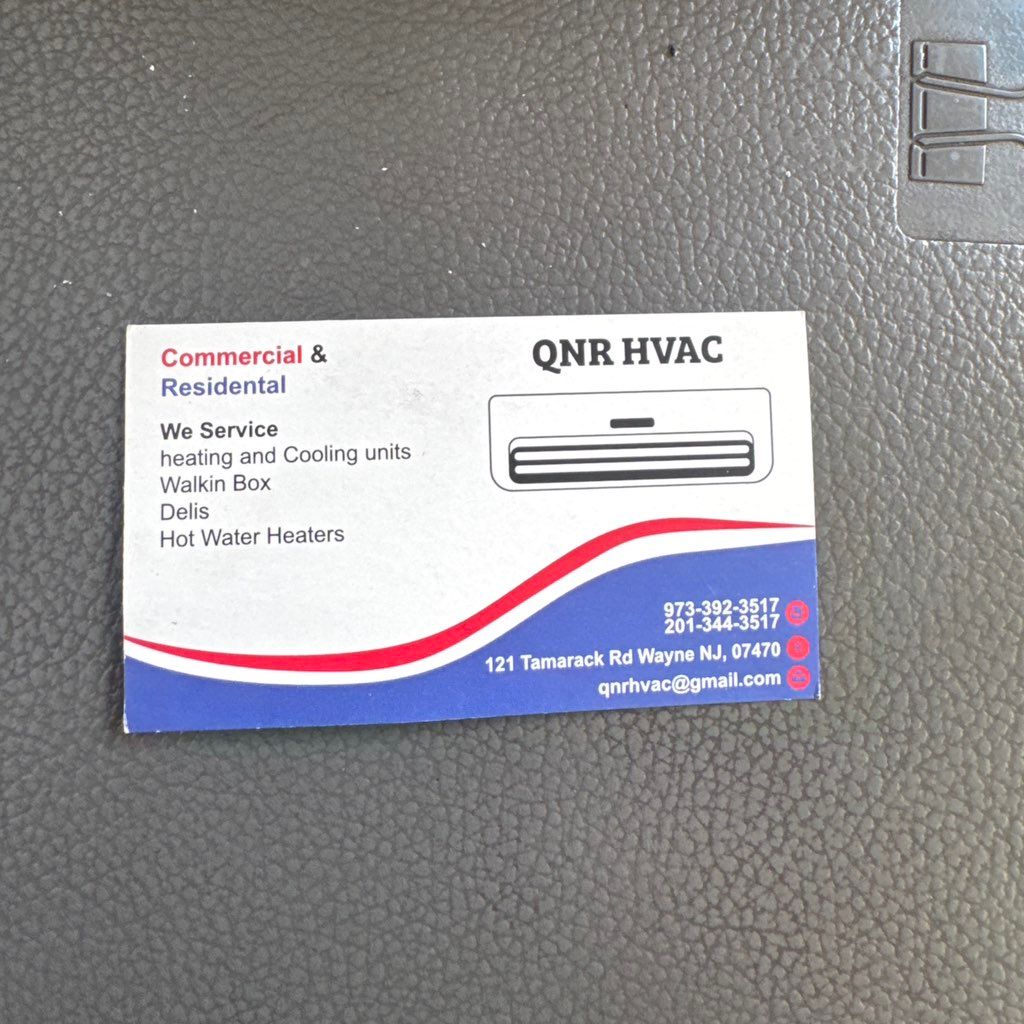 Commercial &
Residental
We Service
heating and Cooling units
Walkin Box
Delis
Hot Water Heaters
QNR HVAC
973-392-3517
201-344-3517
121 Tamarack Rd Wayne NJ, 07470
qnrhvac@gmail.com